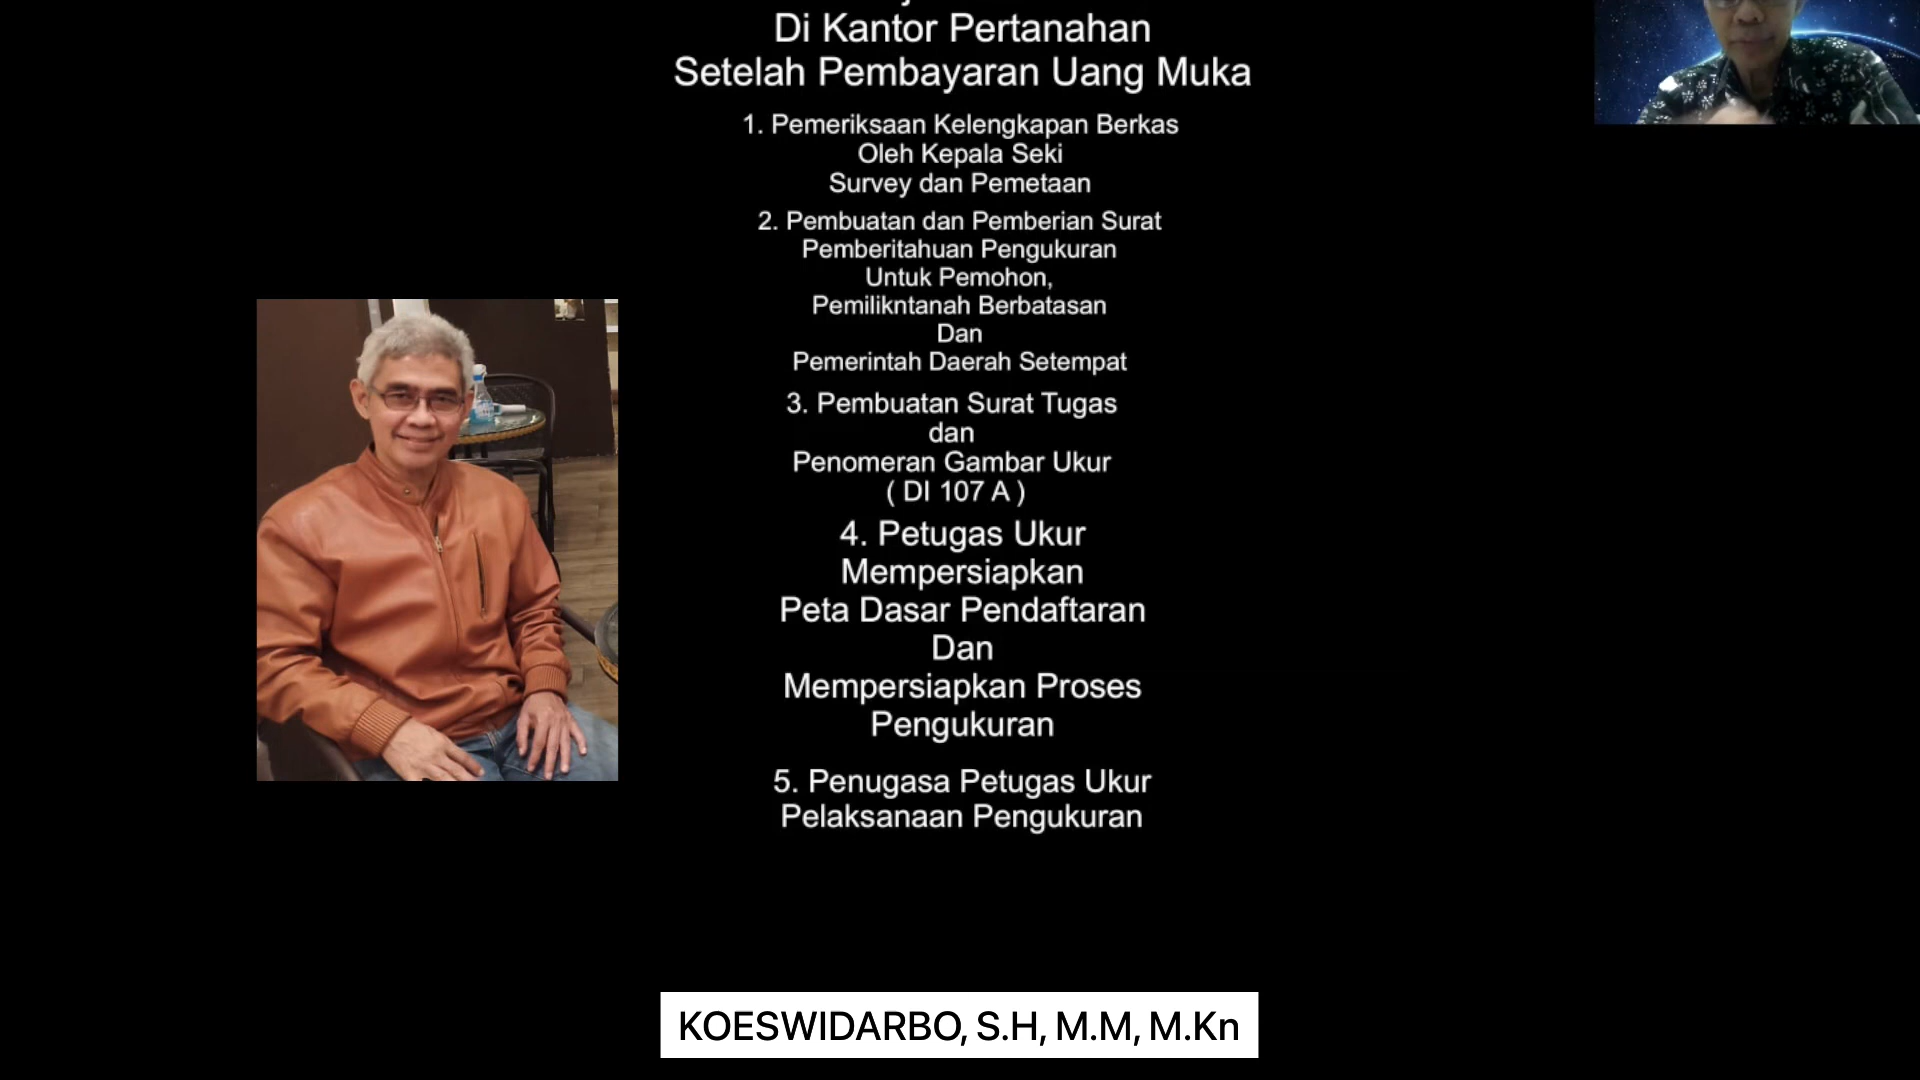 Di Kantor Pertanahan
Setelah Pembayaran Uang Muka
1. Pemeriksaan Kelengkapan Berkas
Oleh Kepala Seki
Survey dan Pemetaan
2. Pembuatan dan Pemberian Surat
Pemberitahuan Pengukuran
Untuk Pemohon,
Pemilikntanah Berbatasan
Dan
Pemerintah Daerah Setempat
3. Pembuatan Surat Tugas
dan
Penomeran Gambar Ukur
( DI 107 A )
4. Petugas Ukur
Mempersiapkan
Peta Dasar Pendaftaran
Dan
Mempersiapkan Proses
Pengukuran
5. Penugasa Petugas Ukur
Pelaksanaan Pengukuran
KOESWIDARBO, S.H, M.M, M.Kn